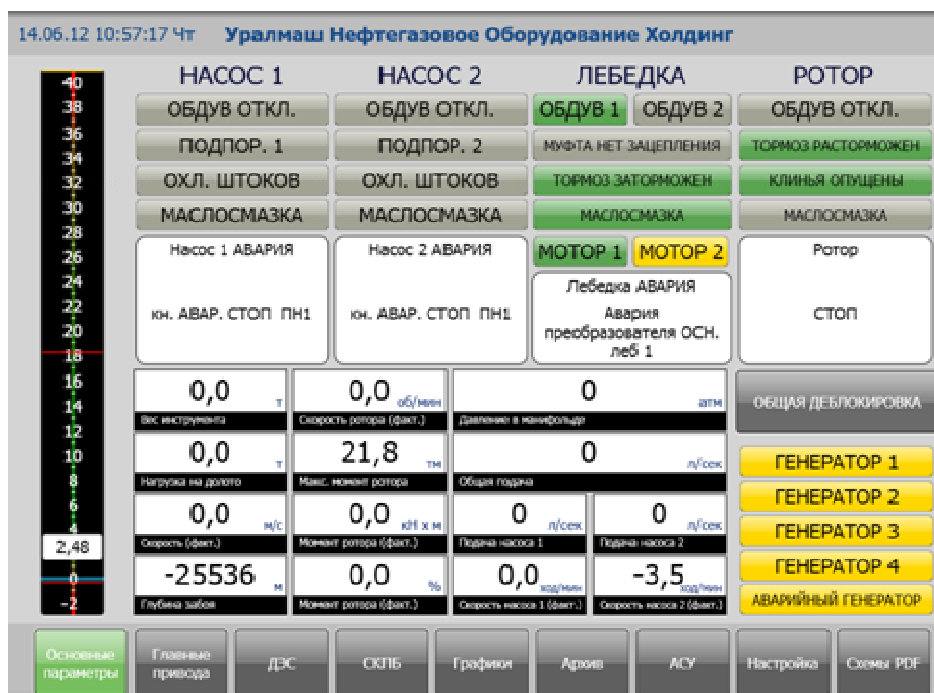 14.06.12 10:57:17 Чт Уралмаш Нефтегазовое Оборудование Холдинг
НАСОС 1 НАСОС 2 ЛЕБЕДКА РОТОР
ОБДУВ ОТКЛ. ОБДУВ ОТКЛ. ОБДУВ 1 ОБДУВ 2 ОБДУВ ОТКЛ.
ПОДПОР. 1 ПОДПОР. 2 МУФТА НЕТ ЗАЦЕПЛЕНИЯ ТОРМОЗ РАСТОРМОЖЕН
ОХЛ. ШТОКОВ ОХЛ. ШТОКОВ ТОРМОЗ ЗАТОРМОЖЕН КЛИНЬЯ ОПУЩЕНЫ
МАСЛОСМАЗКА МАСЛОСМАЗКА МАСЛОСМАЗКА МАСЛОСМАЗКА
Насос 1 АВАРИЯ Насос 2 АВАРИЯ МОТОР 1 МОТОР 2 Ротор
Лебедка АВАРИЯ
кн. АВАР. СТОП ПН1 кн. АВАР. СТОП ПН1 Авария СТОП
преобразователя ОСН.
леб 1
40
38
36
34
32
30
28
26
24
22
20
18
16
14
12
10
8
6
4
2,48
0
-2
0,0 т 0,0 об/мин 0 атм ОБЩАЯ ДЕБЛОКИРОВКА
Вес инструмента Скорость ротора (факт.) Давление в манифольде
0,0 т 21,8 тм 0 л/сек ГЕНЕРАТОР 1
Нагрузка на долото Макс. момент ротора Общая подача
ГЕНЕРАТОР 2
0,0 м/с 0,0 кН x м 0 л/сек 0 л/сек ГЕНЕРАТОР 3
Скорость (факт.) Момент ротора (факт.) Подача насоса 1 Подача насоса 2
ГЕНЕРАТОР 4
-25536 м 0,0 % 0,0 ход/мин -3,5 ход/мин
Глубина забоя Момент ротора (факт.) Скорость насоса 1 (факт.) Скорость насоса 2 (факт.) АВАРИЙНЫЙ ГЕНЕРАТОР
Основные параметры Главные привода ДЭС СКПБ Графики Архив АСУ Настройка Схемы PDF